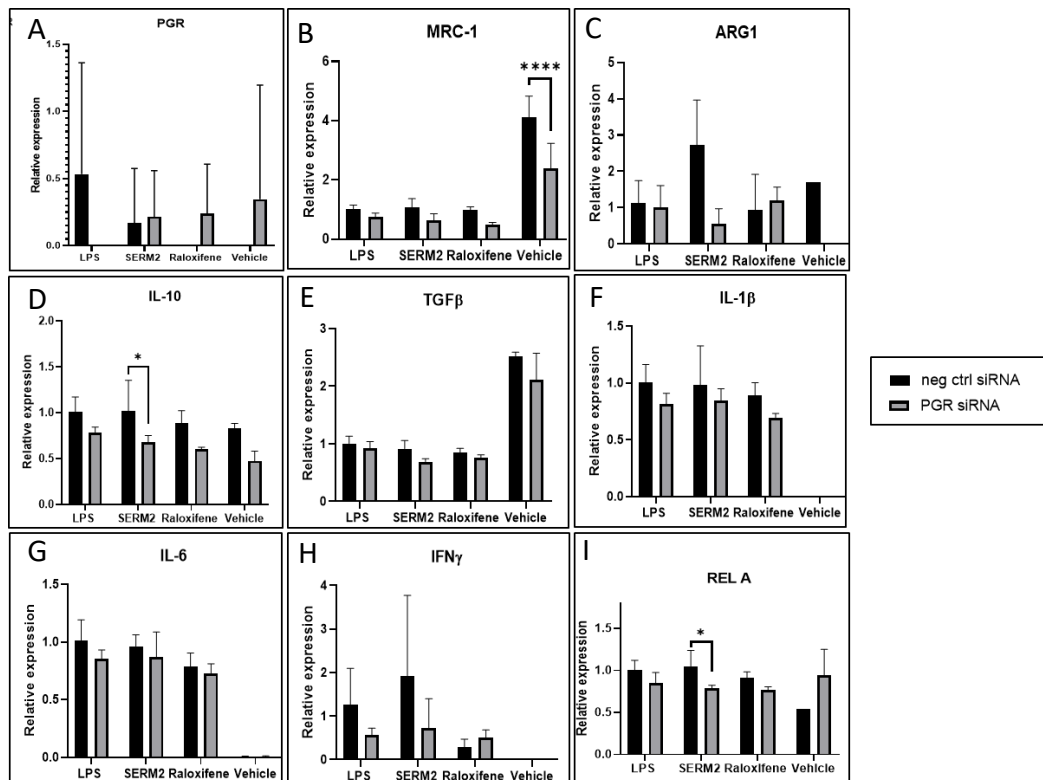 A
PGR
Relative expression
1.5
1.0
0.5
0.0
LPS SERM2 Raloxifene Vehicle
B
MRC-1
Relative expression
6
4
2
0
****
LPS SERM2 Raloxifene Vehicle
C
ARG1
Relative expression
5
4
3
2
1
0
LPS SERM2 Raloxifene Vehicle
D
IL-10
Relative expression
2.0
1.5
1.0
0.5
0.0
*
LPS SERM2 Raloxifene Vehicle
E
TGFβ
Relative expression
3
2
1
0
LPS SERM2 Raloxifene Vehicle
F
IL-1β
Relative expression
1.5
1.0
0.5
0.0
LPS SERM2 Raloxifene Vehicle
neg ctrl siRNA
PGR siRNA
G
IL-6
Relative expression
1.5
1.0
0.5
0.0
LPS SERM2 Raloxifene Vehicle
H
IFNγ
Relative expression
4
3
2
1
0
LPS SERM2 Raloxifene Vehicle
I
REL A
Relative expression
1.5
1.0
0.5
0.0
*
LPS SERM2 Raloxifene Vehicle